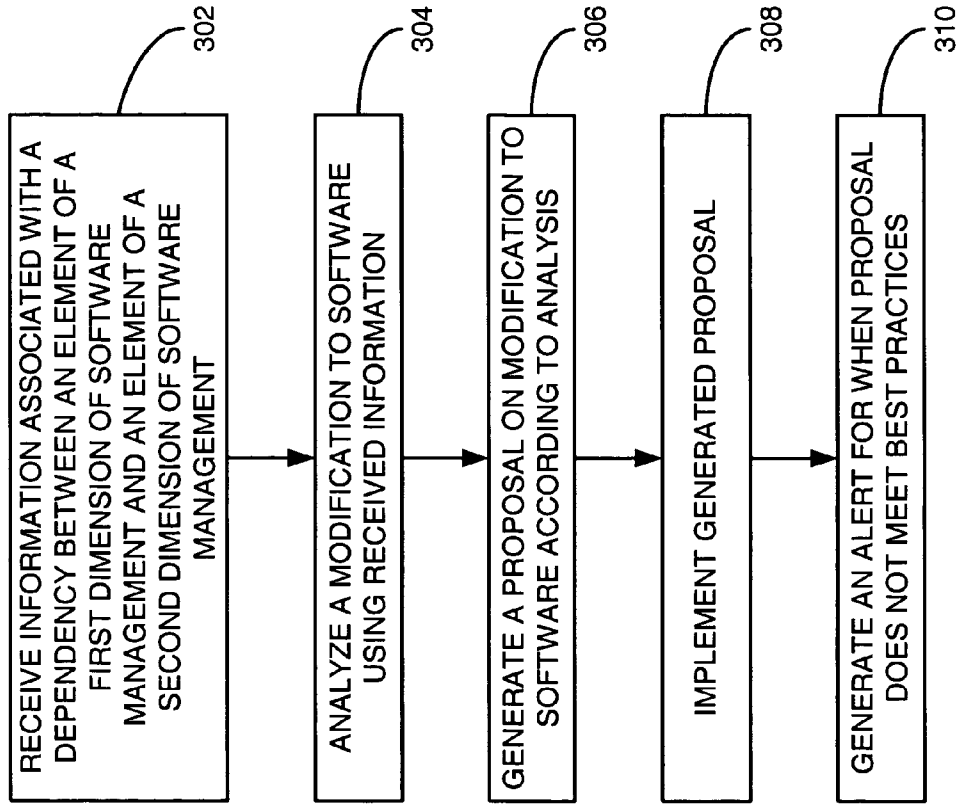 RECEIVE INFORMATION ASSOCIATED WITH A
DEPENDENCY BETWEEN AN ELEMENT OF A
FIRST DIMENSION OF SOFTWARE
MANAGEMENT AND AN ELEMENT OF A
SECOND DIMENSION OF SOFTWARE
MANAGEMENT
302
ANALYZE A MODIFICATION TO SOFTWARE
USING RECEIVED INFORMATION
304
GENERATE A PROPOSAL ON MODIFICATION TO
SOFTWARE ACCORDING TO ANALYSIS
306
IMPLEMENT GENERATED PROPOSAL
308
GENERATE AN ALERT FOR WHEN PROPOSAL
DOES NOT MEET BEST PRACTICES
310